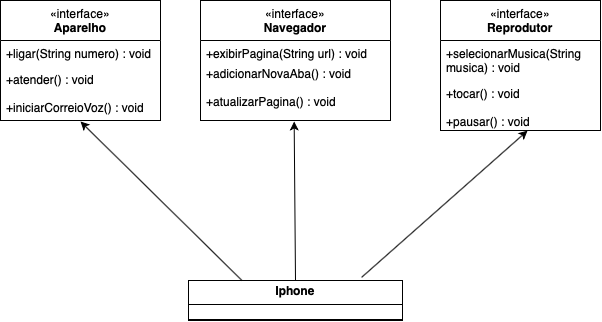 «interface»
Aparelho
+ligar(String numero) : void
+atender() : void
+iniciarCorreioVoz() : void
«interface»
Navegador
+exibirPagina(String url) : void
+adicionarNovaAba() : void
+atualizarPagina() : void
«interface»
Reprodutor
+selecionarMusica(String
musica) : void
+tocar() : void
+pausar() : void
Iphone